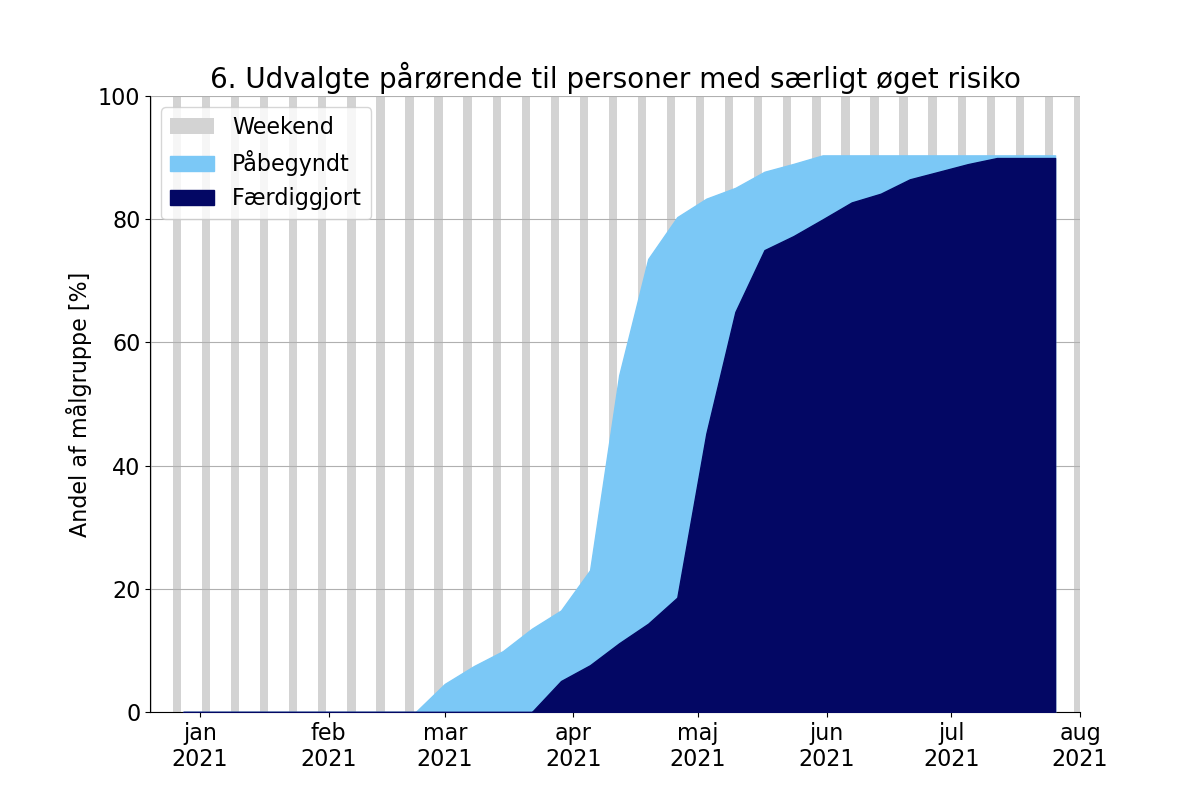 6. Udvalgte pårørende til personer med særligt øget risiko
Weekend
Påbegyndt
Færdiggjort
Andel af målgruppe [%]
100
80
60
40
20
0
jan
2021
feb
2021
mar
2021
apr
2021
maj
2021
jun
2021
jul
2021
aug
2021